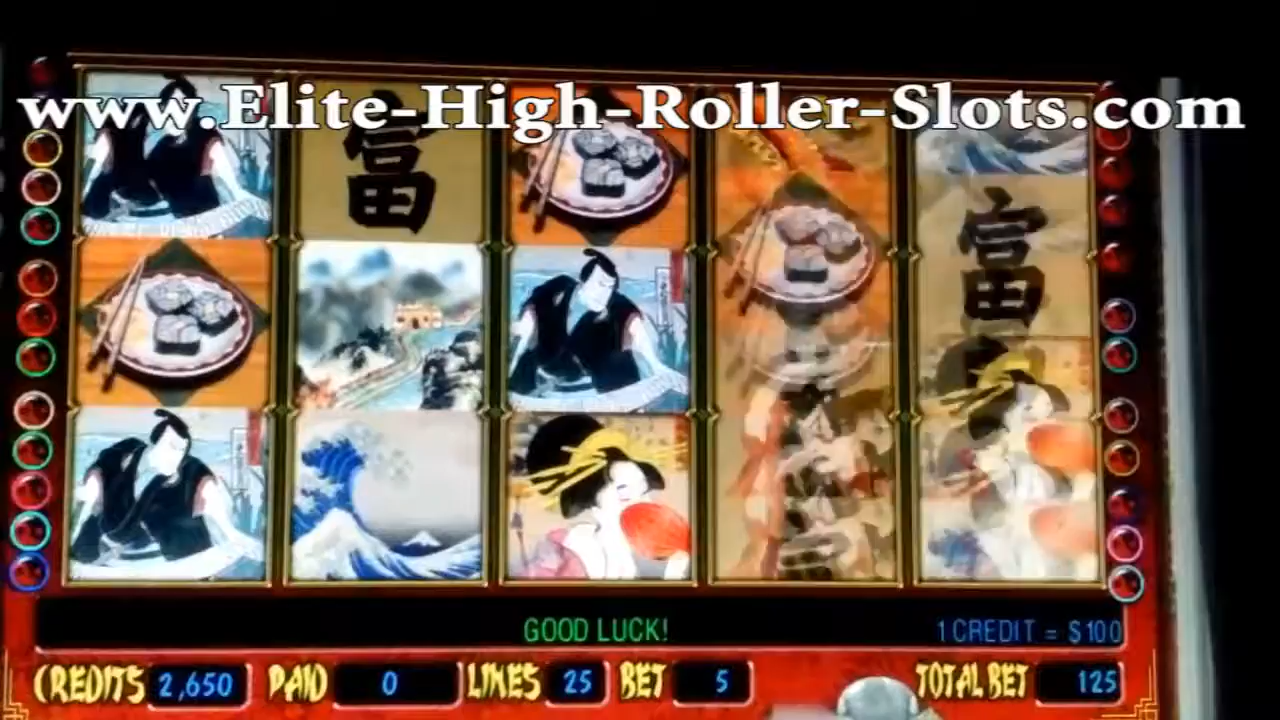 www.Elite-High-Roller-Slots.com
富
富
GOOD LUCK!
1 CREDIT = $100
CREDITS 2,650 PAID 0 LINES 25 BET 5 TOTAL BET 125